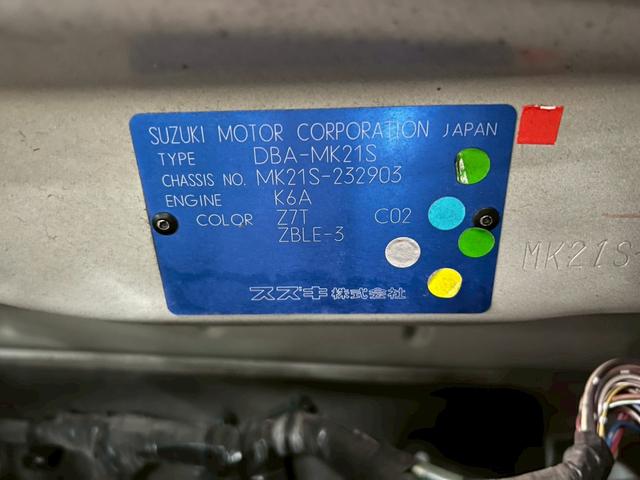 SUZUKI MOTOR CORPORATION JAPAN
TYPE DBA-MK21S
CHASSIS NO. MK21S-232903
ENGINE K6A
COLOR Z7T C02
ZBLE-3
スズキ株式会社
MK21S-